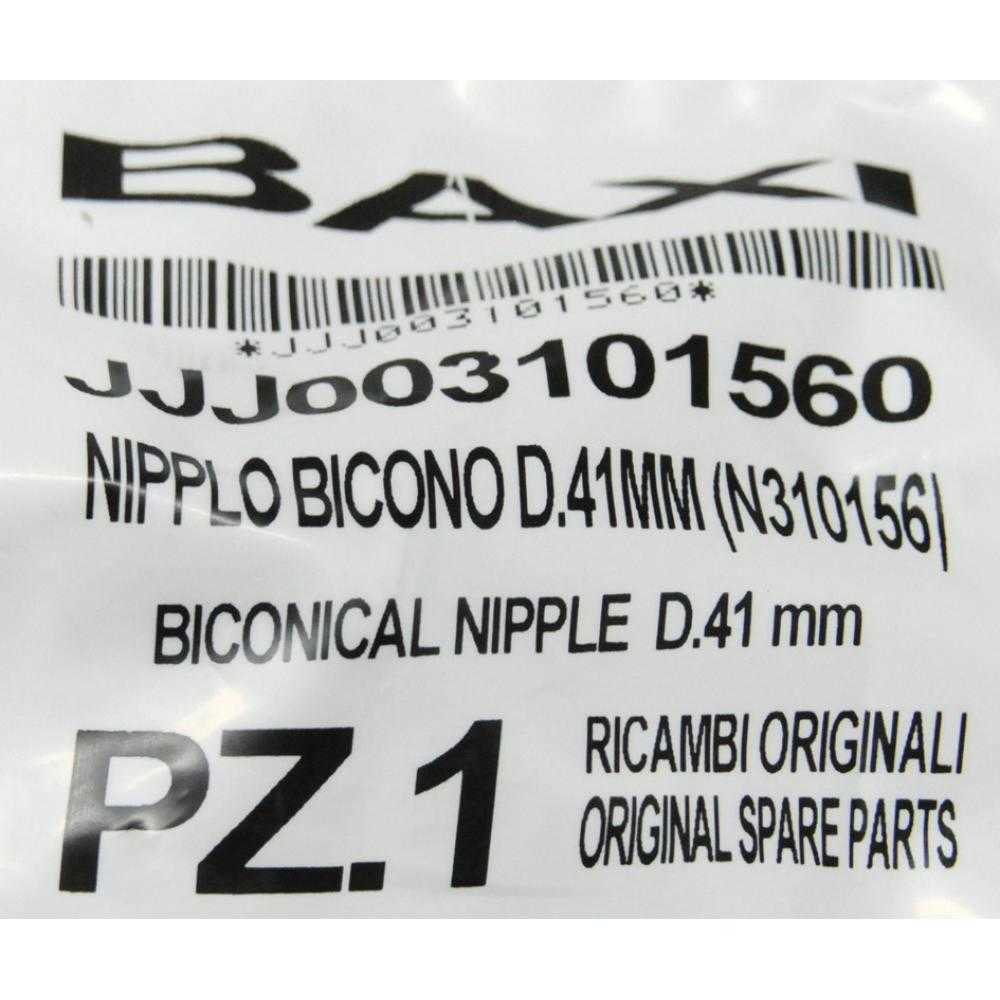 BAXI
*JJJ003101560*
JJJ003101560
NIPPLO BICONO D.41MM (N310156)
BICONICAL NIPPLE D.41 mm
PZ.1
RICAMBI ORIGINALI
ORIGINAL SPARE PARTS